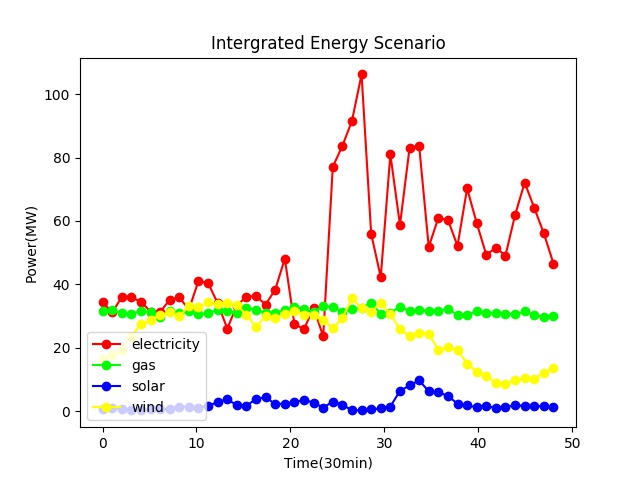 Intergrated Energy Scenario
Power(MW)
100
80
60
40
20
0
electricity
gas
solar
wind
0 10 20 30 40 50
Time(30min)